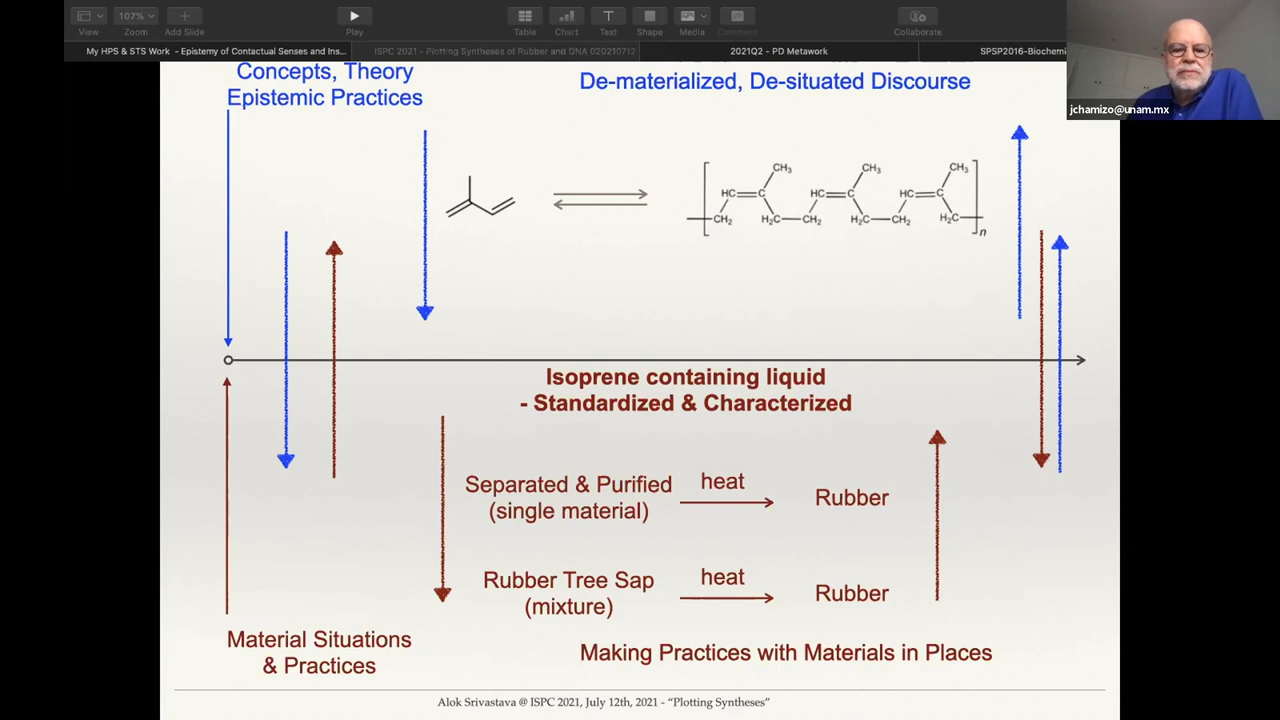 107%
View
Zoom
Add Slide
Play
Table
Chart
Text
Shape
Media
Comment
Collaborate
My HPS & STS Work - Epistemy of Contactual Senses and Ins...
ISPC 2021 - Plotting Syntheses of Rubber and DNA 020210712
2021Q2 - PD Metawork
SPSP2016-Biochemi
jchamizo@unam.mx
Concepts, Theory
Epistemic Practices
De-materialized, De-situated Discourse
CH3 CH3 CH3
HC C HC C HC C
CH2 H2C CH2 H2C CH2 H2C
n
Isoprene containing liquid
- Standardized & Characterized
Separated & Purified
(single material)
heat
Rubber
Rubber Tree Sap
(mixture)
heat
Rubber
Material Situations
& Practices
Making Practices with Materials in Places
Alok Srivastava @ ISPC 2021, July 12th, 2021 - “Plotting Syntheses”